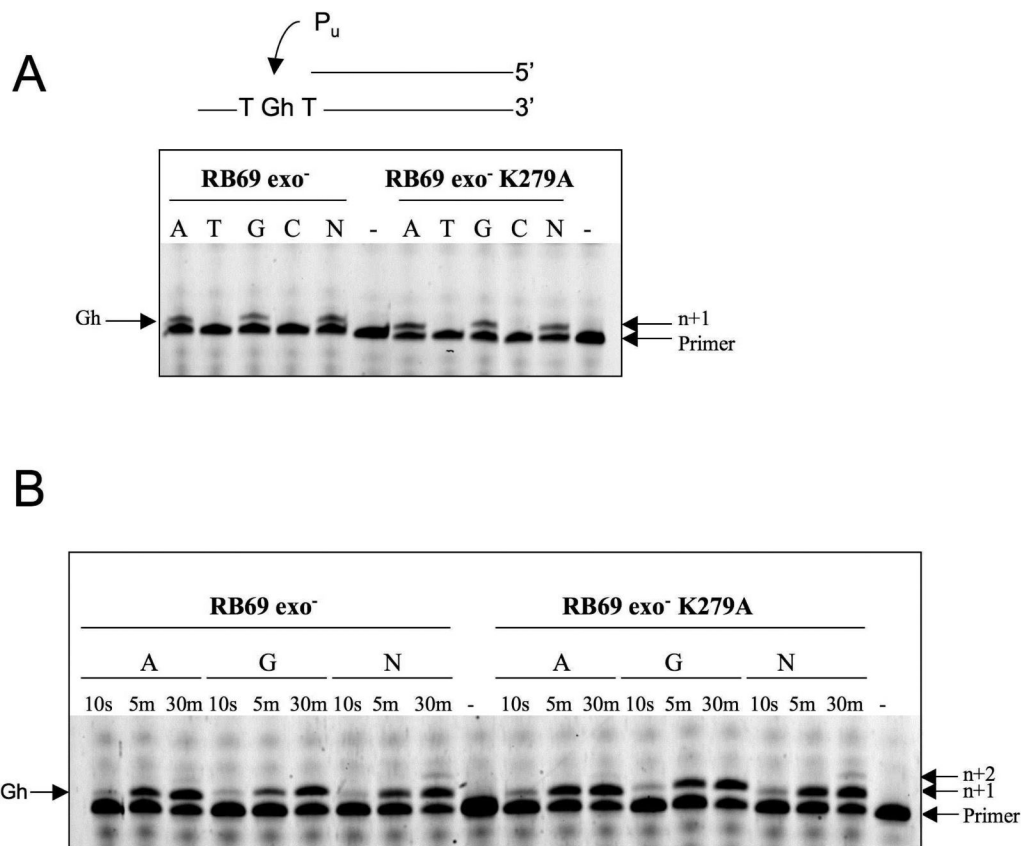 A
Pu
5’
T Gh T 3’
RB69 exo- RB69 exo- K279A
A T G C N - A T G C N -
Gh
n+1
Primer
B
RB69 exo- RB69 exo- K279A
A G N A G N
10s 5m 30m 10s 5m 30m 10s 5m 30m - 10s 5m 30m 10s 5m 30m 10s 5m 30m -
n+2
Gh n+1
Primer